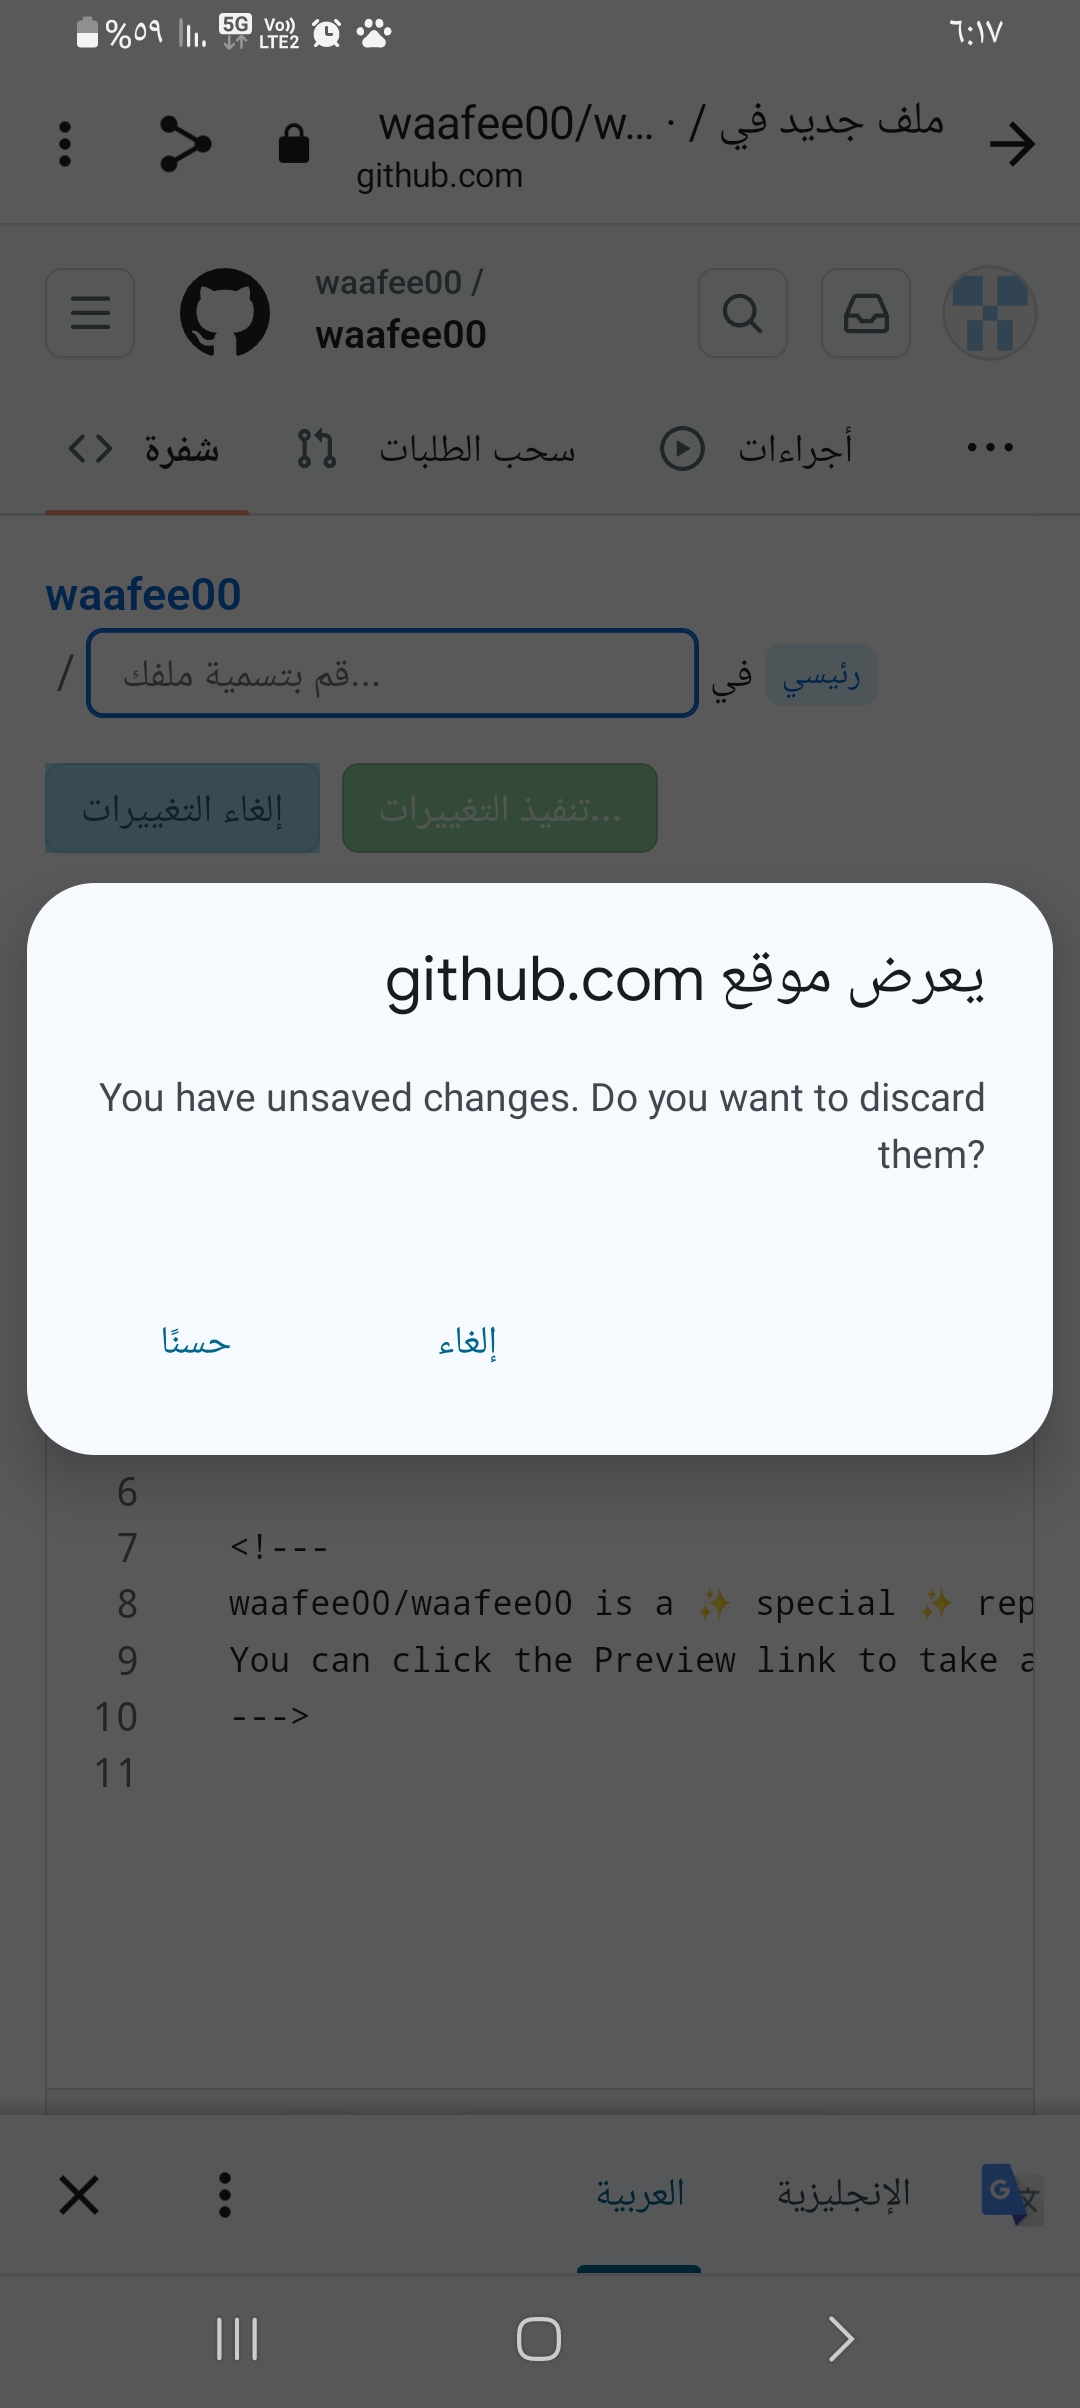 %٥٩ 5G Vo)) LTE2 ٦:١٧
ملف جديد في / · waafee00/w...
github.com
waafee00 /
waafee00
شفرة سحب الطلبات أجراءات
waafee00
/ قم بتسمية ملفك... في رئيسي
إلغاء التغييرات تنفيذ التغييرات...
يعرض موقع github.com
You have unsaved changes. Do you want to discard
them?
حسنًا إلغاء
6
7 <!---
8 waafee00/waafee00 is a ✨ special ✨ rep
9 You can click the Preview link to take a
10 --->
11
العربية الإنجليزية G 文